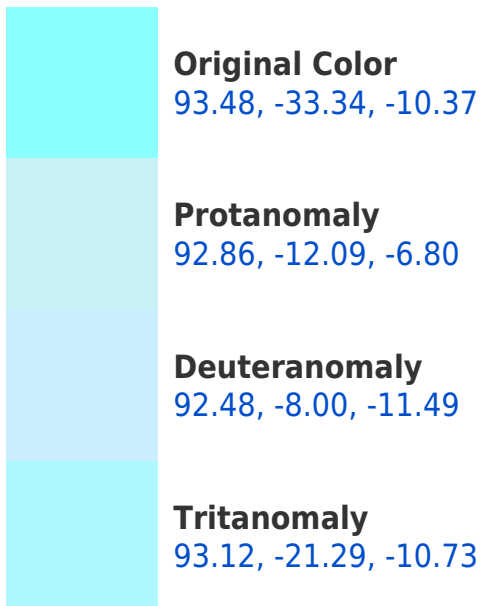 Original Color
93.48, -33.34, -10.37
Protanomaly
92.86, -12.09, -6.80
Deuteranomaly
92.48, -8.00, -11.49
Tritanomaly
93.12, -21.29, -10.73